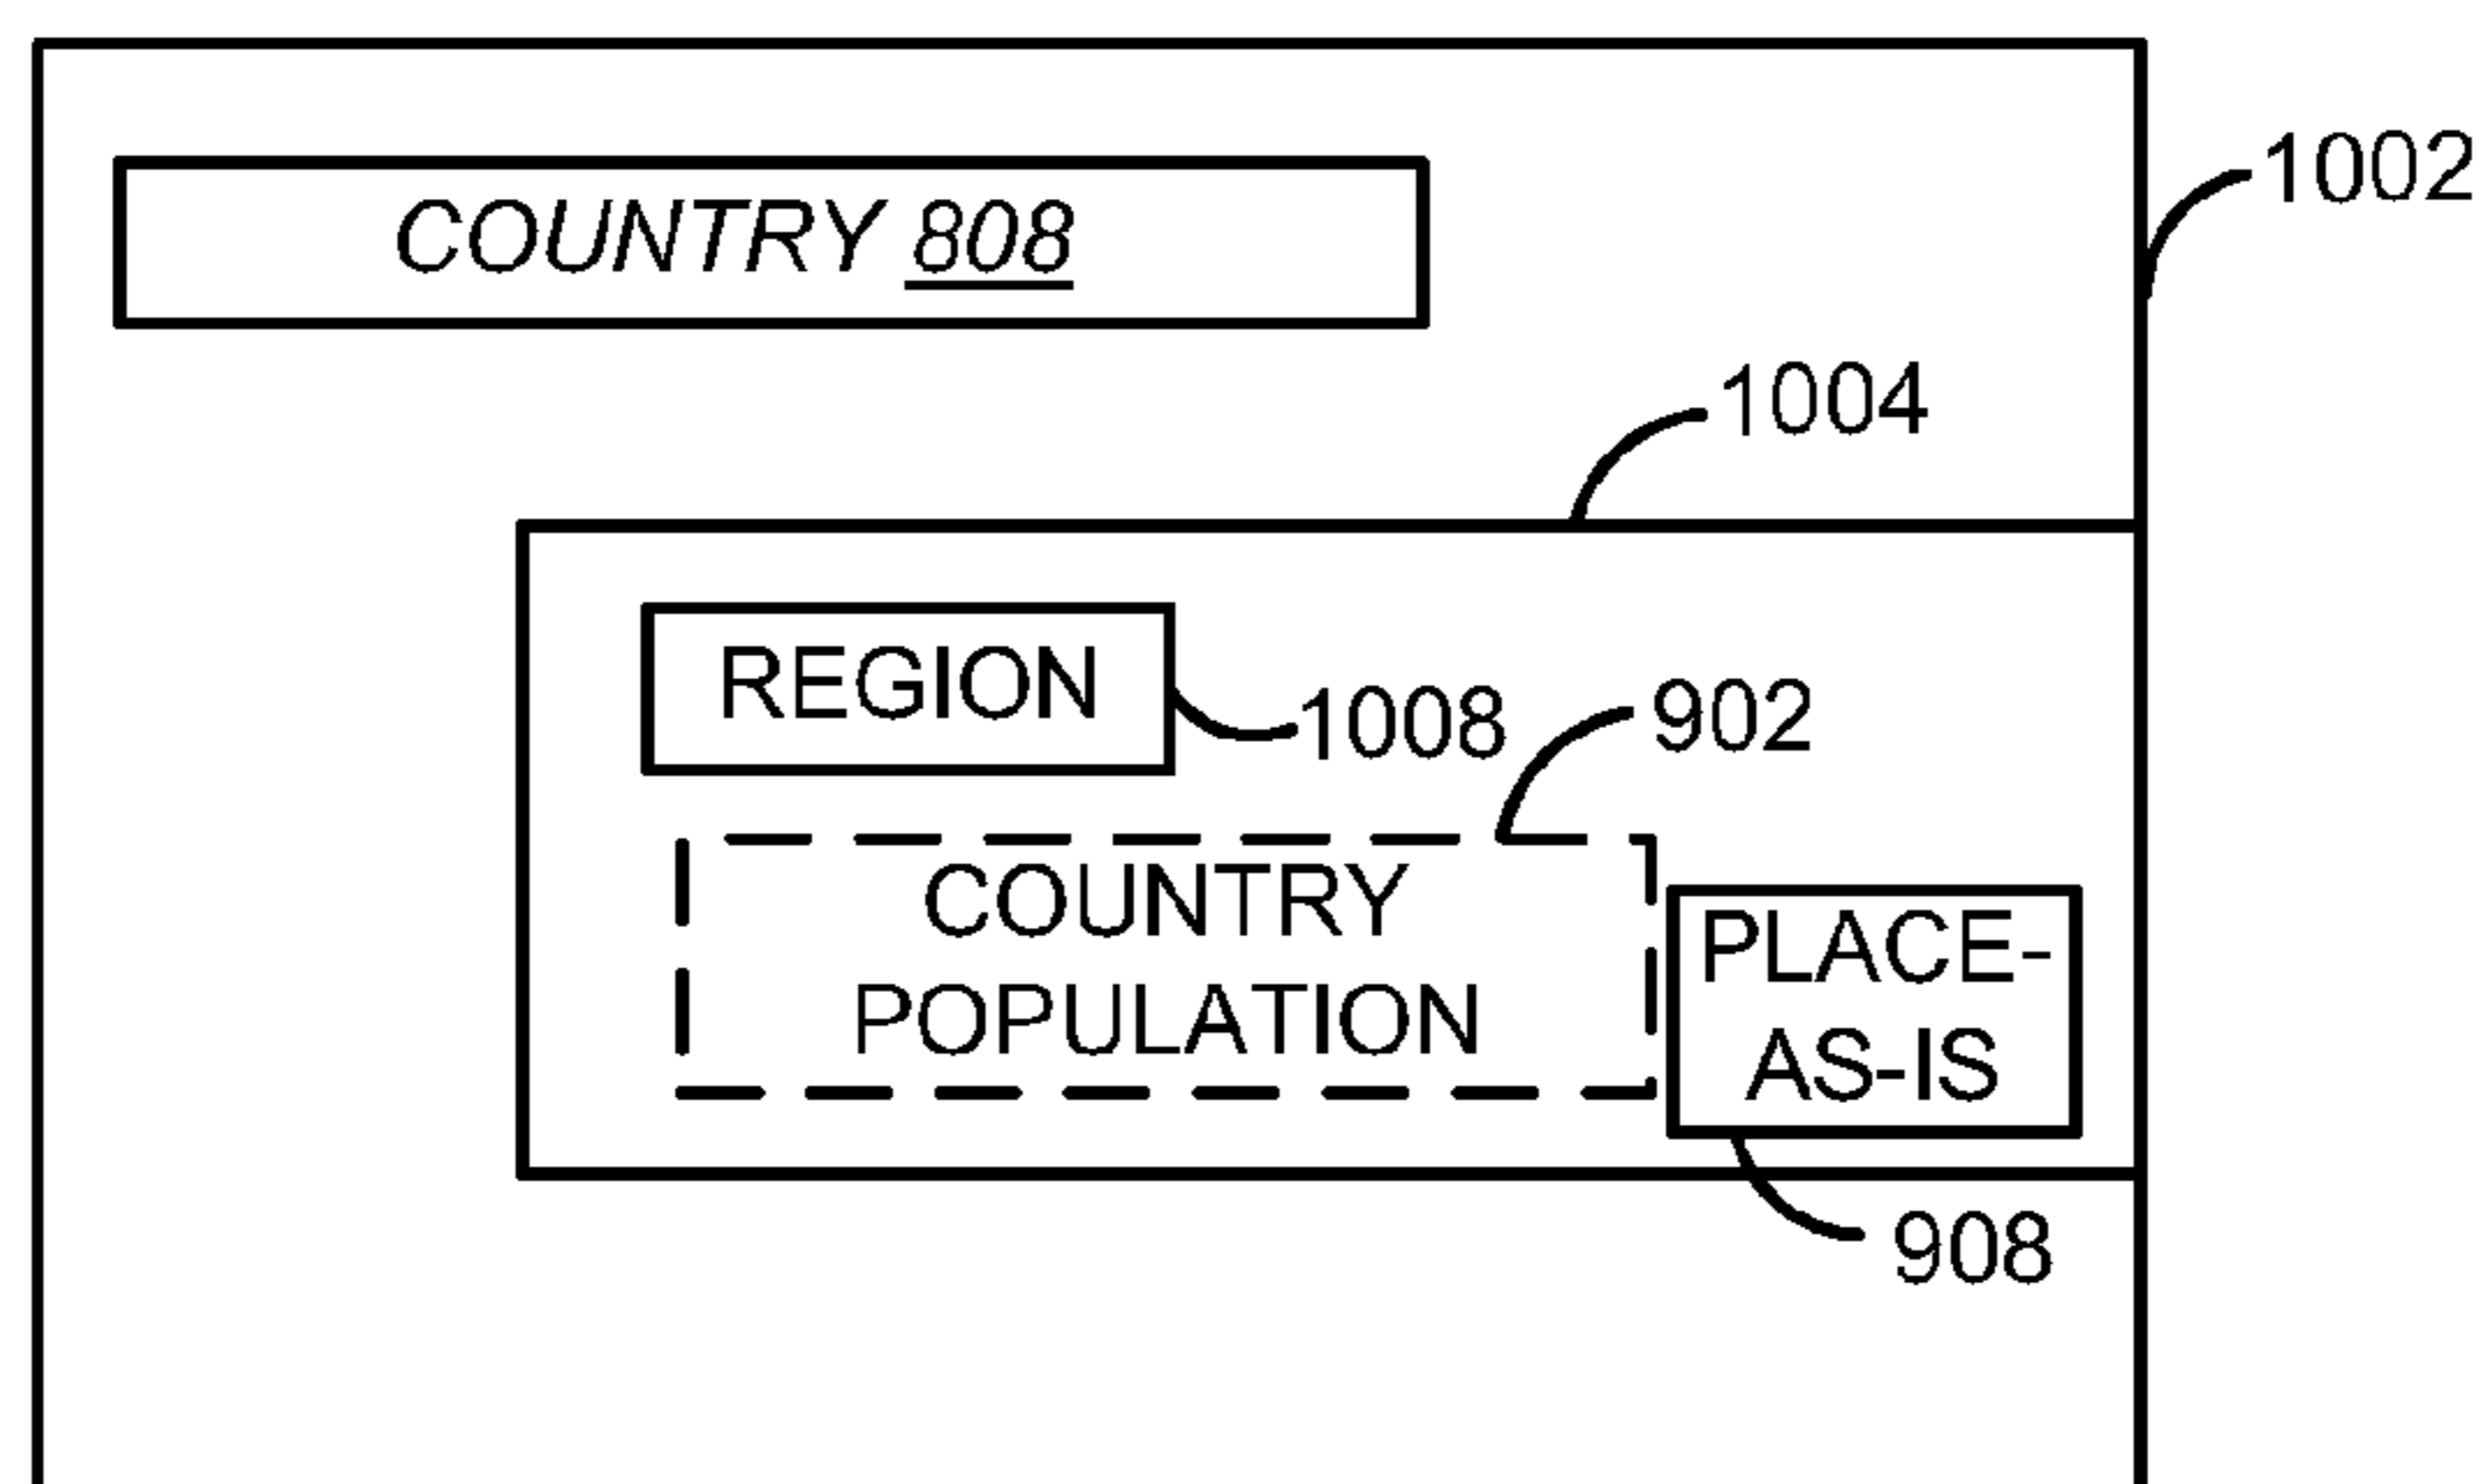 1002
COUNTRY 808
1004
REGION
1008
902
COUNTRY
POPULATION
PLACE-
AS-IS
908